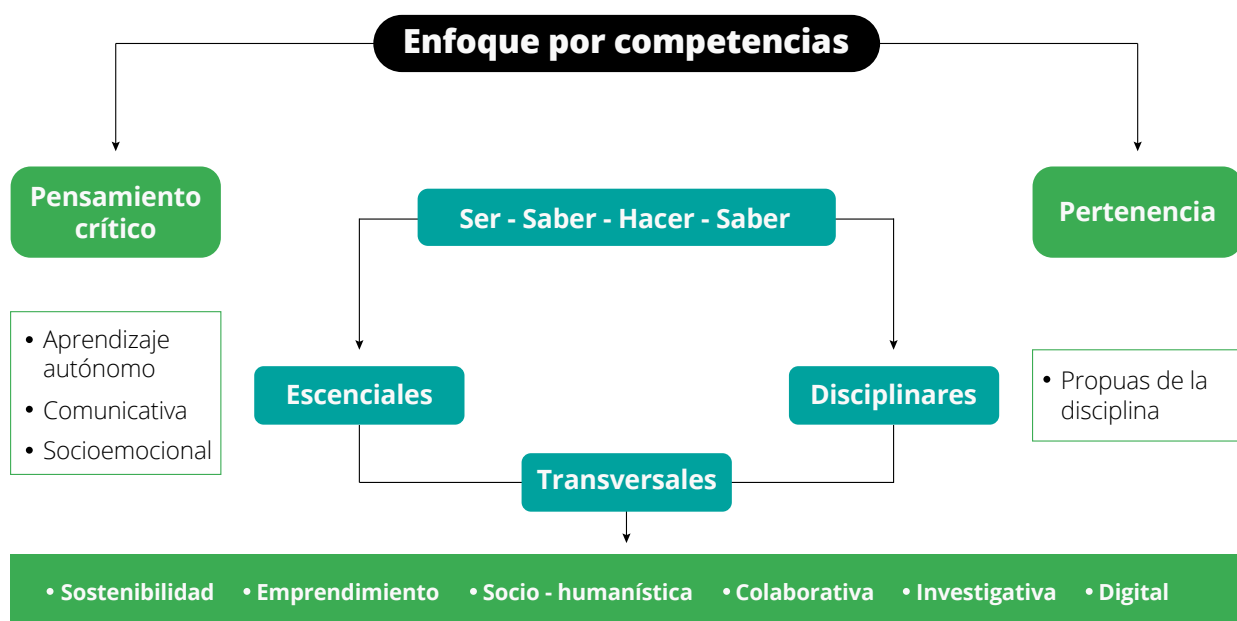 Enfoque por competencias
Pensamiento
crítico
Ser - Saber - Hacer - Saber
Pertenencia
• Aprendizaje
autónomo
• Comunicativa
• Socioemocional
Escenciales
Disciplinares
• Propuas de la
disciplina
Transversales
• Sostenibilidad • Emprendimiento • Socio - humanística • Colaborativa • Investigativa • Digital